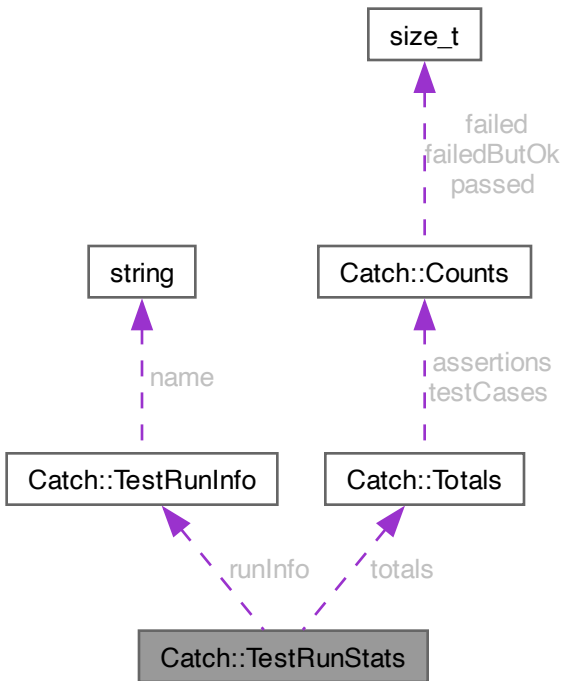 size_t
failed
failedButOk
passed
string
Catch::Counts
name
assertions
testCases
Catch::TestRunInfo
Catch::Totals
runInfo
totals
Catch::TestRunStats